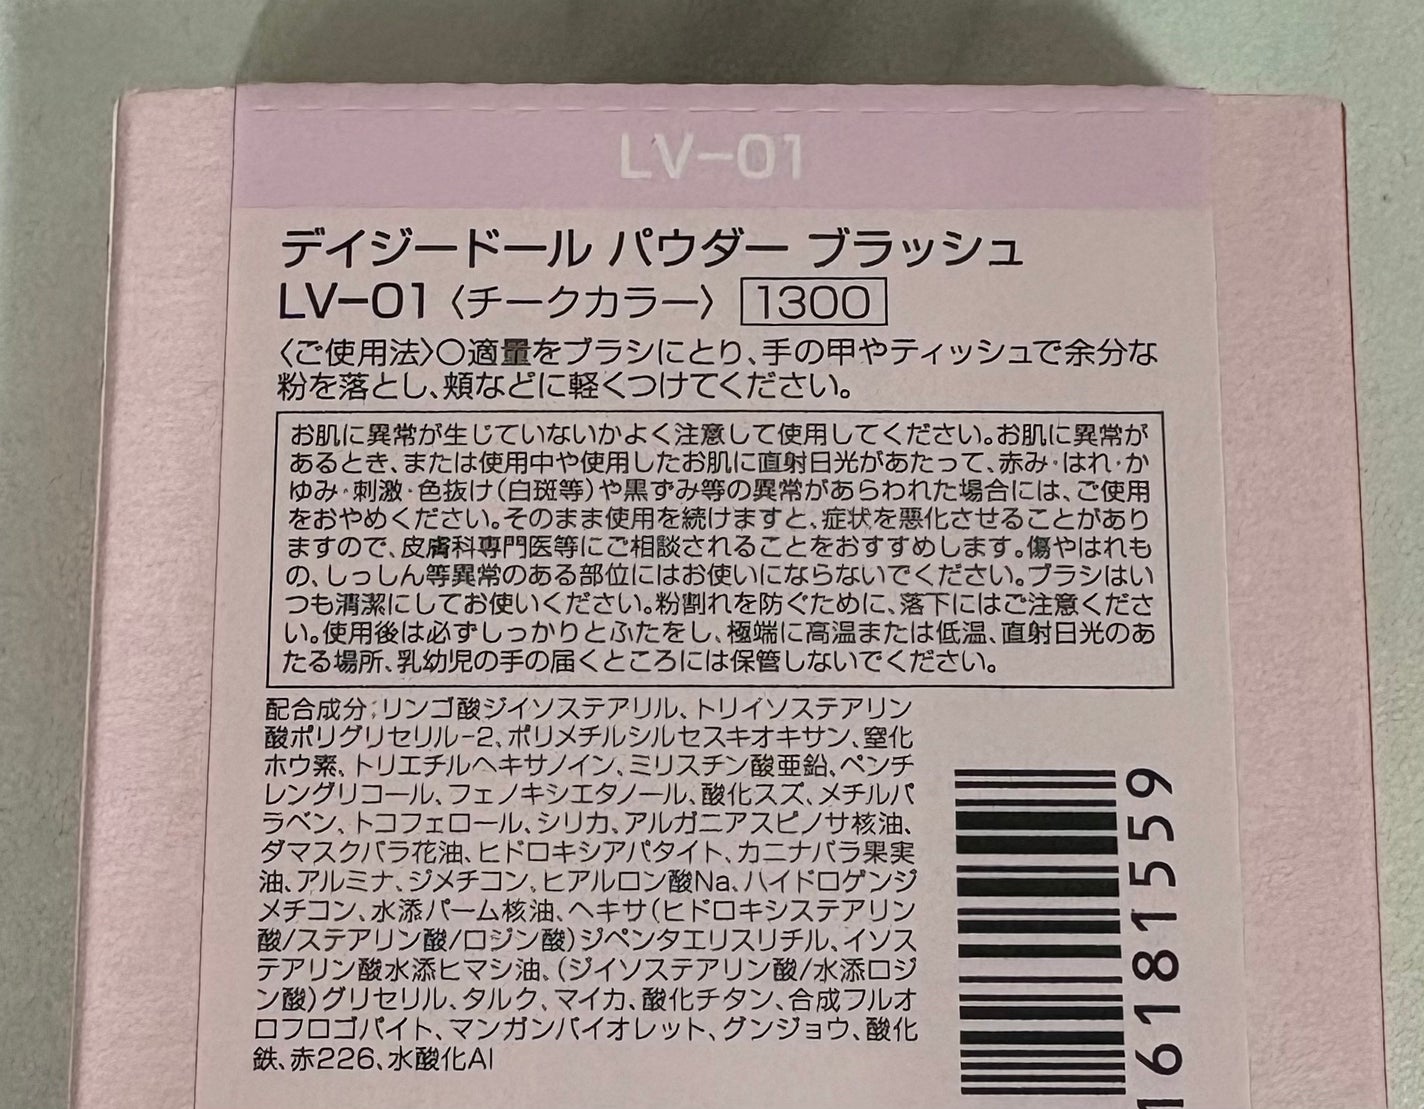 LV-01
デイジードール パウダー ブラッシュ
LV-01〈チークカラー〉 1300
〈ご使用法〉○適量をブラシにとり、手の甲やティッシュで余分な
粉を落とし、頬などに軽くつけてください。
お肌に異常が生じていないかよく注意して使用してください。お肌に異常が
あるとき、または使用中や使用したお肌に直射日光があたって、赤み・はれ・か
ゆみ・刺激・色抜け(白斑等)や黒ずみ等の異常があらわれた場合には、ご使用
をおやめください。そのまま使用を続けますと、症状を悪化させることがあり
ますので、皮膚科専門医等にご相談されることをおすすめします。傷やはれも
の、しっしん等異常のある部位にはお使いにならないでください。ブラシはい
つも清潔にしてお使いください。粉割れを防ぐために、落下にはご注意くださ
い。使用後は必ずしっかりとふたをし、極端に高温または低温、直射日光のあ
たる場所、乳幼児の手の届くところには保管しないでください。
配合成分:リンゴ酸ジイソステアリル、トリイソステアリン
酸ポリグリセリル-2、ポリメチルシルセスキオキサン、窒化
ホウ素、トリエチルヘキサノイン、ミリスチン酸亜鉛、ペンチ
レングリコール、フェノキシエタノール、酸化スズ、メチルパ
ラベン、トコフェロール、シリカ、アルガニアスピノサ核油、
ダマスクバラ花油、ヒドロキシアパタイト、カニナバラ果実
油、アルミナ、ジメチコン、ヒアルロン酸Na、ハイドロゲンジ
メチコン、水添パーム核油、ヘキサ(ヒドロキシステアリン
酸/ステアリン酸/ロジン酸)ジペンタエリスリチル、イソス
テアリン酸水添ヒマシ油、(ジイソステアリン酸/水添ロジ
ン酸)グリセリル、タルク、マイカ、酸化チタン、合成フルオ
ロフロゴパイト、マンガンバイオレット、グンジョウ、酸化
鉄、赤226、水酸化Al
16181559